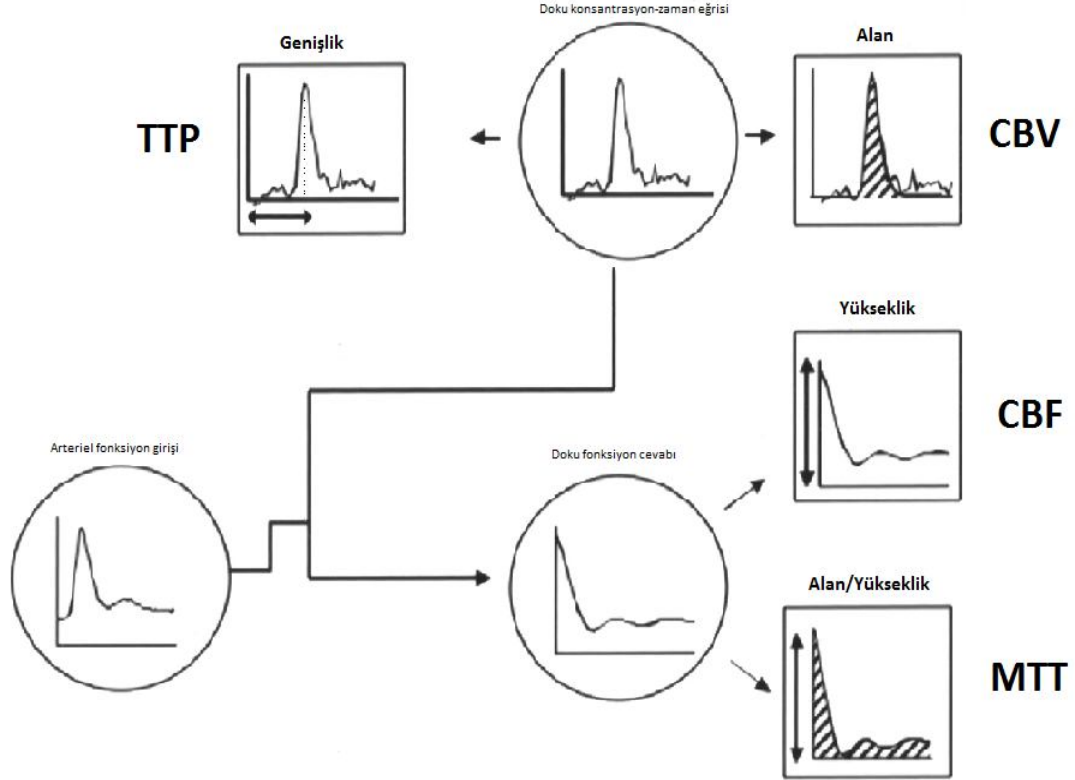 Doku konsantrasyon-zaman eğrisi
Genişlik
Alan
TTP
CBV
Yükseklik
CBF
Arteriel fonksiyon girişi
Doku fonksiyon cevabı
Alan/Yükseklik
MTT